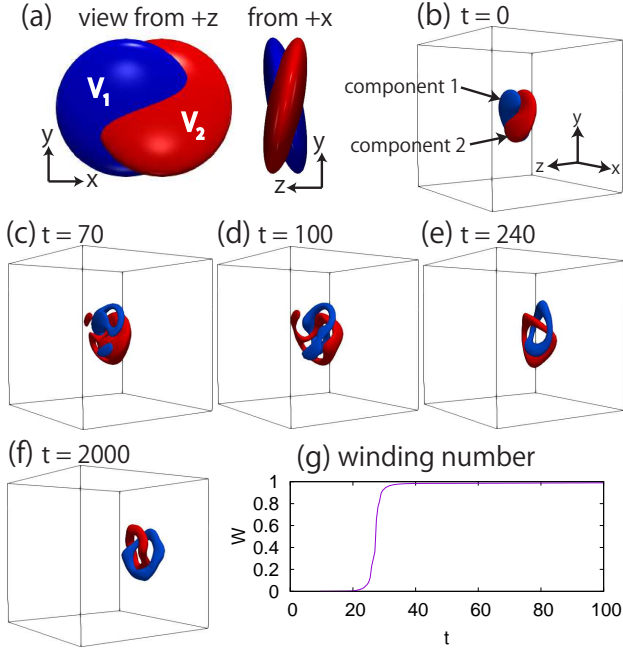 (a) view from +z from +x
V₁
V₂
y
x
y
z
(b) t = 0
component 1
component 2
y
z
x
(c) t = 70
(d) t = 100
(e) t = 240
(f) t = 2000
(g) winding number
1
0.8
0.6
0.4
0.2
0
W
0 20 40 60 80 100
t